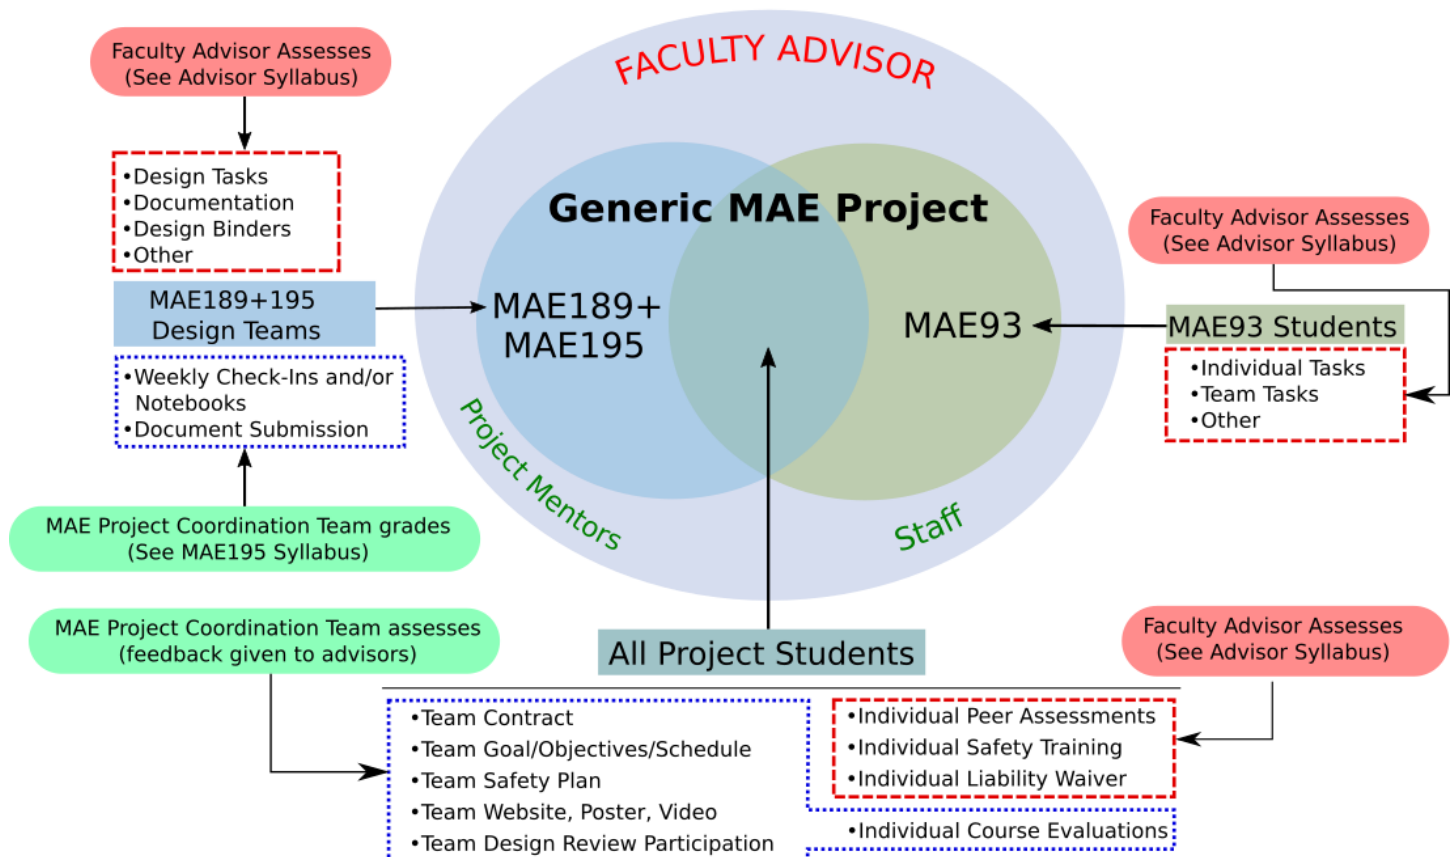 Faculty Advisor Assesses
(See Advisor Syllabus)
•Design Tasks
•Documentation
•Design Binders
•Other
MAE189+195
Design Teams
•Weekly Check-Ins and/or
Notebooks
•Document Submission
MAE Project Coordination Team grades
(See MAE195 Syllabus)
FACULTY ADVISOR
Generic MAE Project
MAE189+
MAE195
MAE93
Project Mentors
Staff
Faculty Advisor Assesses
(See Advisor Syllabus)
MAE93 Students
•Individual Tasks
•Team Tasks
•Other
MAE Project Coordination Team assesses
(feedback given to advisors)
All Project Students
Faculty Advisor Assesses
(See Advisor Syllabus)
•Team Contract
•Team Goal/Objectives/Schedule
•Team Safety Plan
•Team Website, Poster, Video
•Team Design Review Participation
•Individual Peer Assessments
•Individual Safety Training
•Individual Liability Waiver
•Individual Course Evaluations